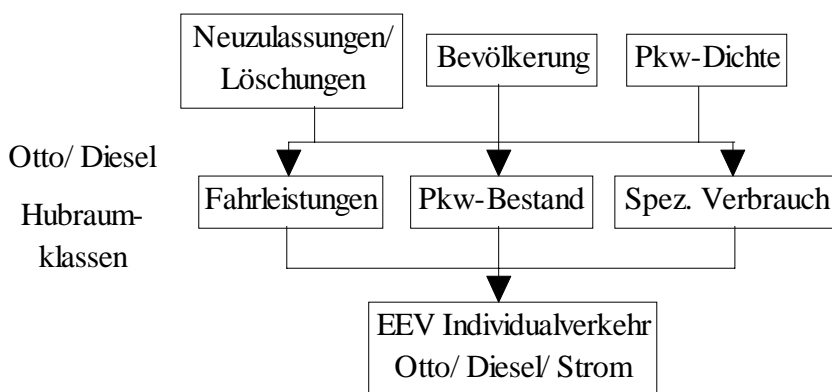 Neuzulassungen/
Löschungen
Bevölkerung
Pkw-Dichte
Otto/ Diesel
Hubraum-
klassen
Fahrleistungen
Pkw-Bestand
Spez. Verbrauch
EEV Individualverkehr
Otto/ Diesel/ Strom